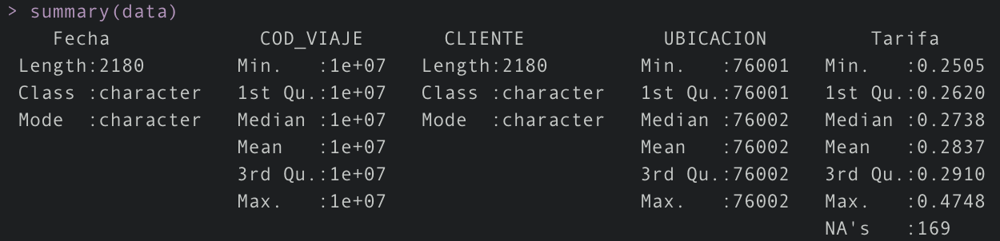 > summary(data)
Fecha COD_VIAJE CLIENTE UBICACION Tarifa
Length:2180 Min. :1e+07 Length:2180 Min. :76001 Min. :0.2505
Class :character 1st Qu.:1e+07 Class :character 1st Qu.:76001 1st Qu.:0.2620
Mode :character Median :1e+07 Mode :character Median :76002 Median :0.2738
Mean :1e+07 Mean :76002 Mean :0.2837
3rd Qu.:1e+07 3rd Qu.:76002 3rd Qu.:0.2910
Max. :1e+07 Max. :76002 Max. :0.4748
NA's :169